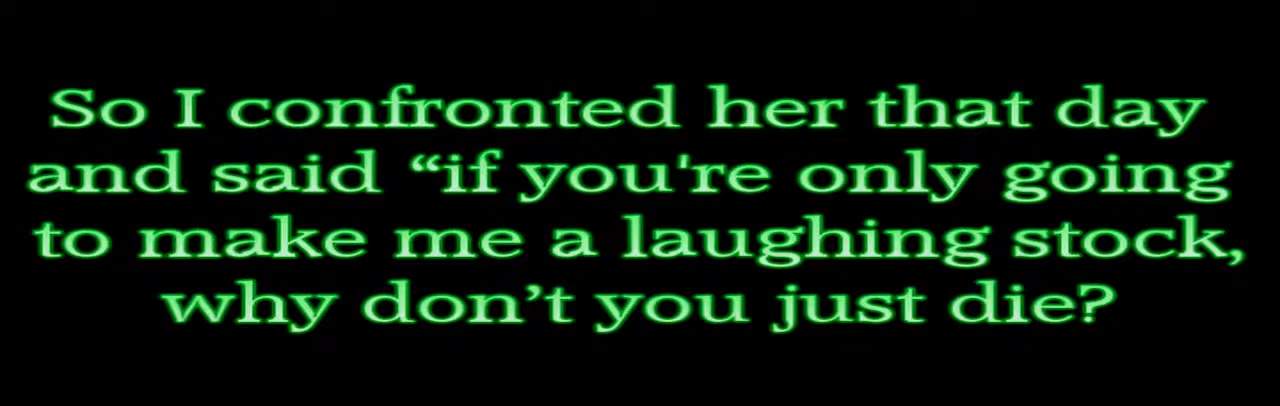 So I confronted her that day
and said “if you're only going
to make me a laughing stock,
why don’t you just die?